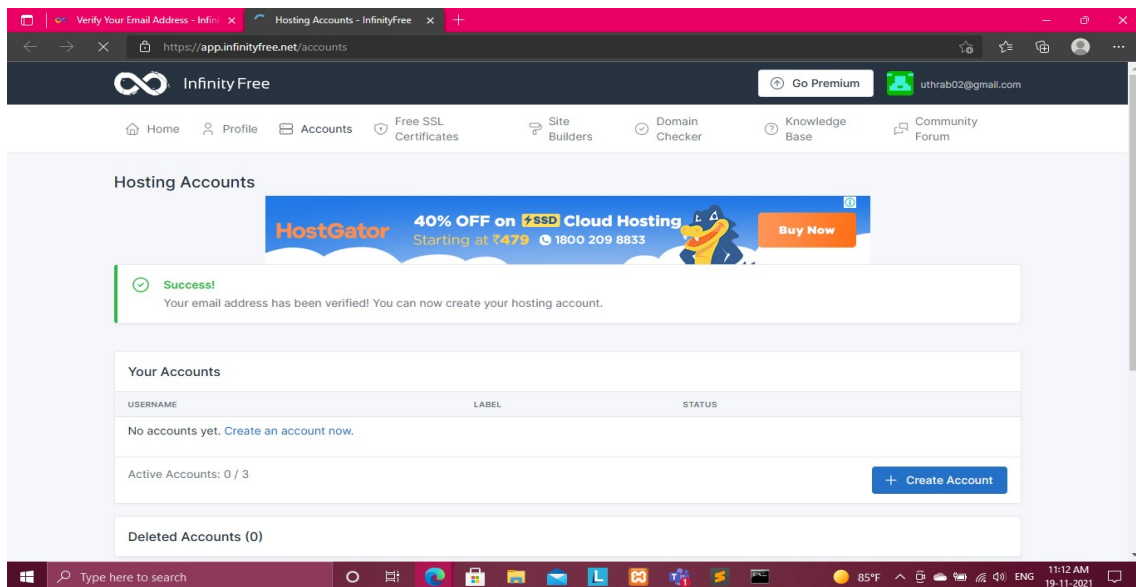 Verify Your Email Address - Infini
Hosting Accounts - InfinityFree
https://app.infinityfree.net/accounts
InfinityFree
Go Premium
uthrab02@gmail.com
Home
Profile
Accounts
Free SSL
Certificates
Site
Builders
Domain
Checker
Knowledge
Base
Community
Forum
Hosting Accounts
HostGator
40% OFF on SSD Cloud Hosting
Starting at ₹479 1800 209 8833
Buy Now
Success!
Your email address has been verified! You can now create your hosting account.
Your Accounts
USERNAME LABEL STATUS
No accounts yet. Create an account now.
Active Accounts: 0 / 3
+ Create Account
Deleted Accounts (0)
Type here to search
L
85°F
ENG
11:12 AM
19-11-2021